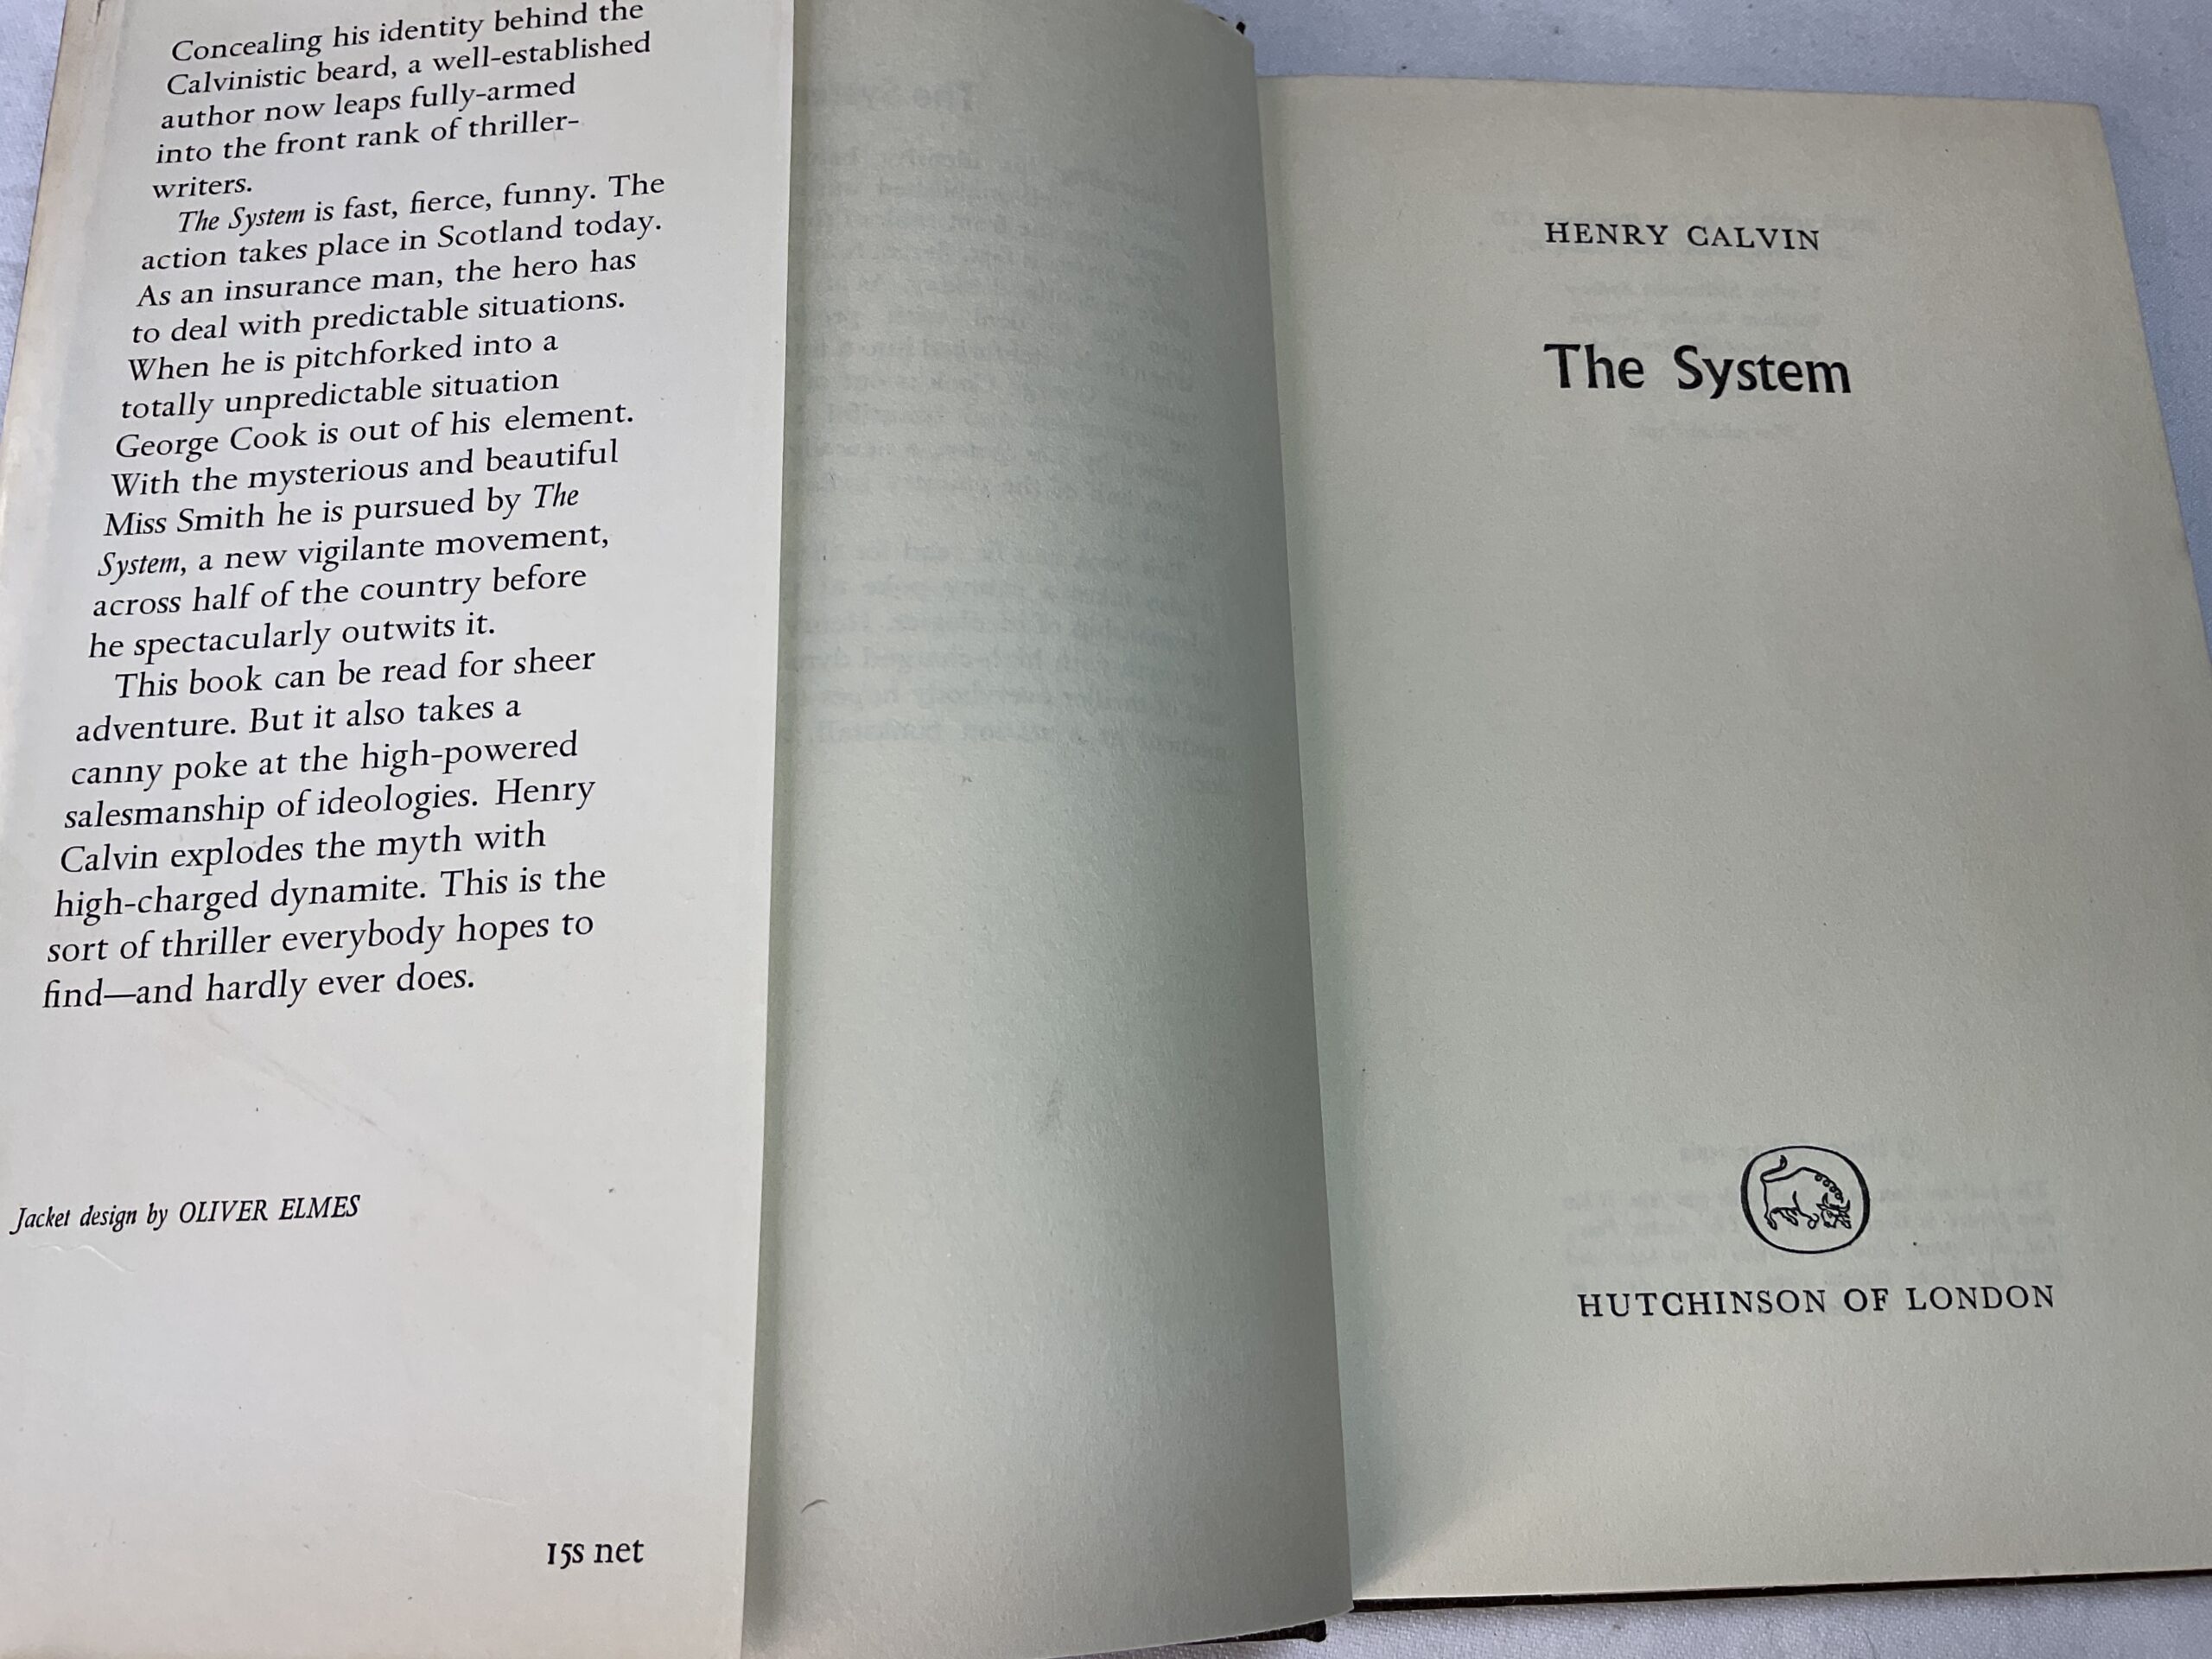 Concealing his identity behind the
Calvinistic beard, a well-established
author now leaps fully-armed
into the front rank of thriller-
writers.
The System is fast, fierce, funny. The
action takes place in Scotland today.
As an insurance man, the hero has
to deal with predictable situations.
When he is pitchforked into a
totally unpredictable situation
George Cook is out of his element.
With the mysterious and beautiful
Miss Smith he is pursued by The
System, a new vigilante movement,
across half of the country before
he spectacularly outwits it.
This book can be read for sheer
adventure. But it also takes a
canny poke at the high-powered
salesmanship of ideologies. Henry
Calvin explodes the myth with
high-charged dynamite. This is the
sort of thriller everybody hopes to
find—and hardly ever does.
Jacket design by OLIVER ELMES
15s net
HENRY CALVIN
The System
HUTCHINSON OF LONDON